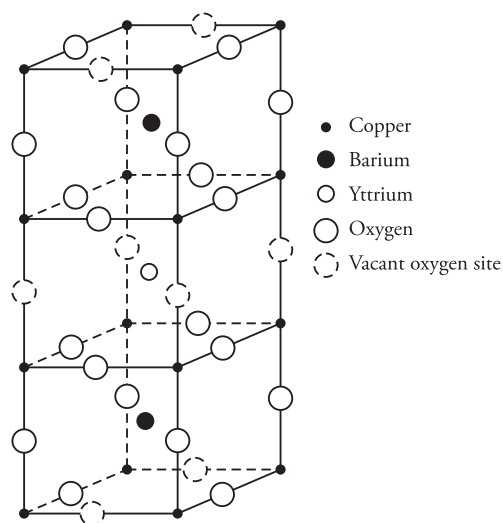 Copper
Barium
Yttrium
Oxygen
Vacant oxygen site